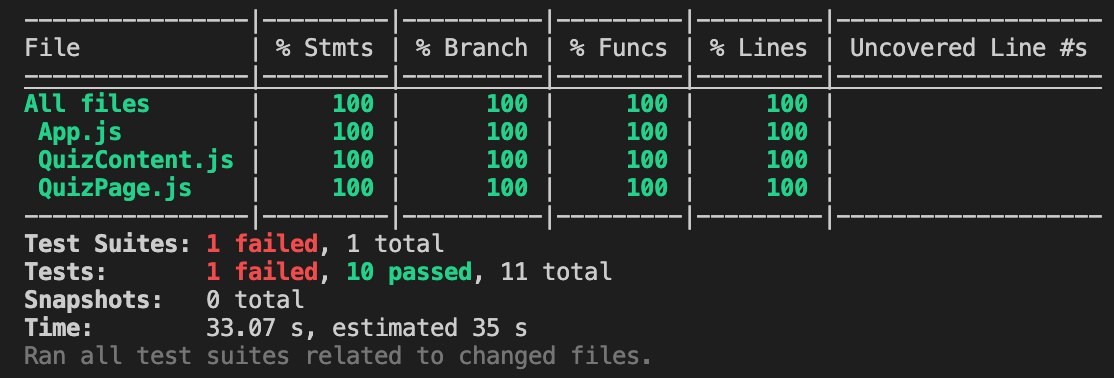 File | % Stmts | % Branch | % Funcs | % Lines | Uncovered Line #s
All files | 100 | 100 | 100 | 100 |
App.js | 100 | 100 | 100 | 100 |
QuizContent.js | 100 | 100 | 100 | 100 |
QuizPage.js | 100 | 100 | 100 | 100 |
Test Suites: 1 failed, 1 total
Tests: 1 failed, 10 passed, 11 total
Snapshots: 0 total
Time: 33.07 s, estimated 35 s
Ran all test suites related to changed files.